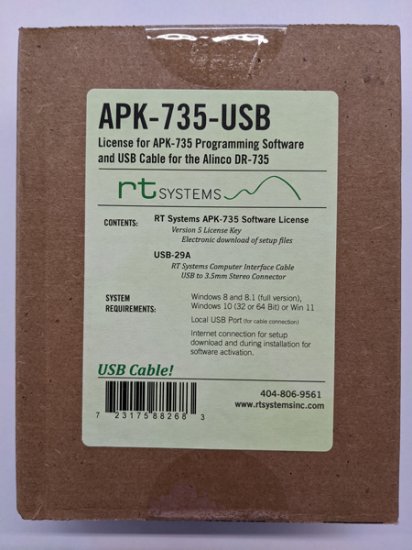 APK-735-USB
License for APK-735 Programming Software
and USB Cable for the Alinco DR-735
rt SYSTEMS
CONTENTS: RT Systems APK-735 Software License
Version 5 License Key
Electronic download of setup files
USB-29A
RT Systems Computer Interface Cable
USB to 3.5mm Stereo Connector
SYSTEM REQUIREMENTS: Windows 8 and 8.1 (full version),
Windows 10 (32 or 64 Bit) or Win 11
Local USB Port (for cable connection)
Internet connection for setup
download and during installation for
software activation.
USB Cable!
7 23175 88268 3
404-806-9561
www.rtsystemsinc.com